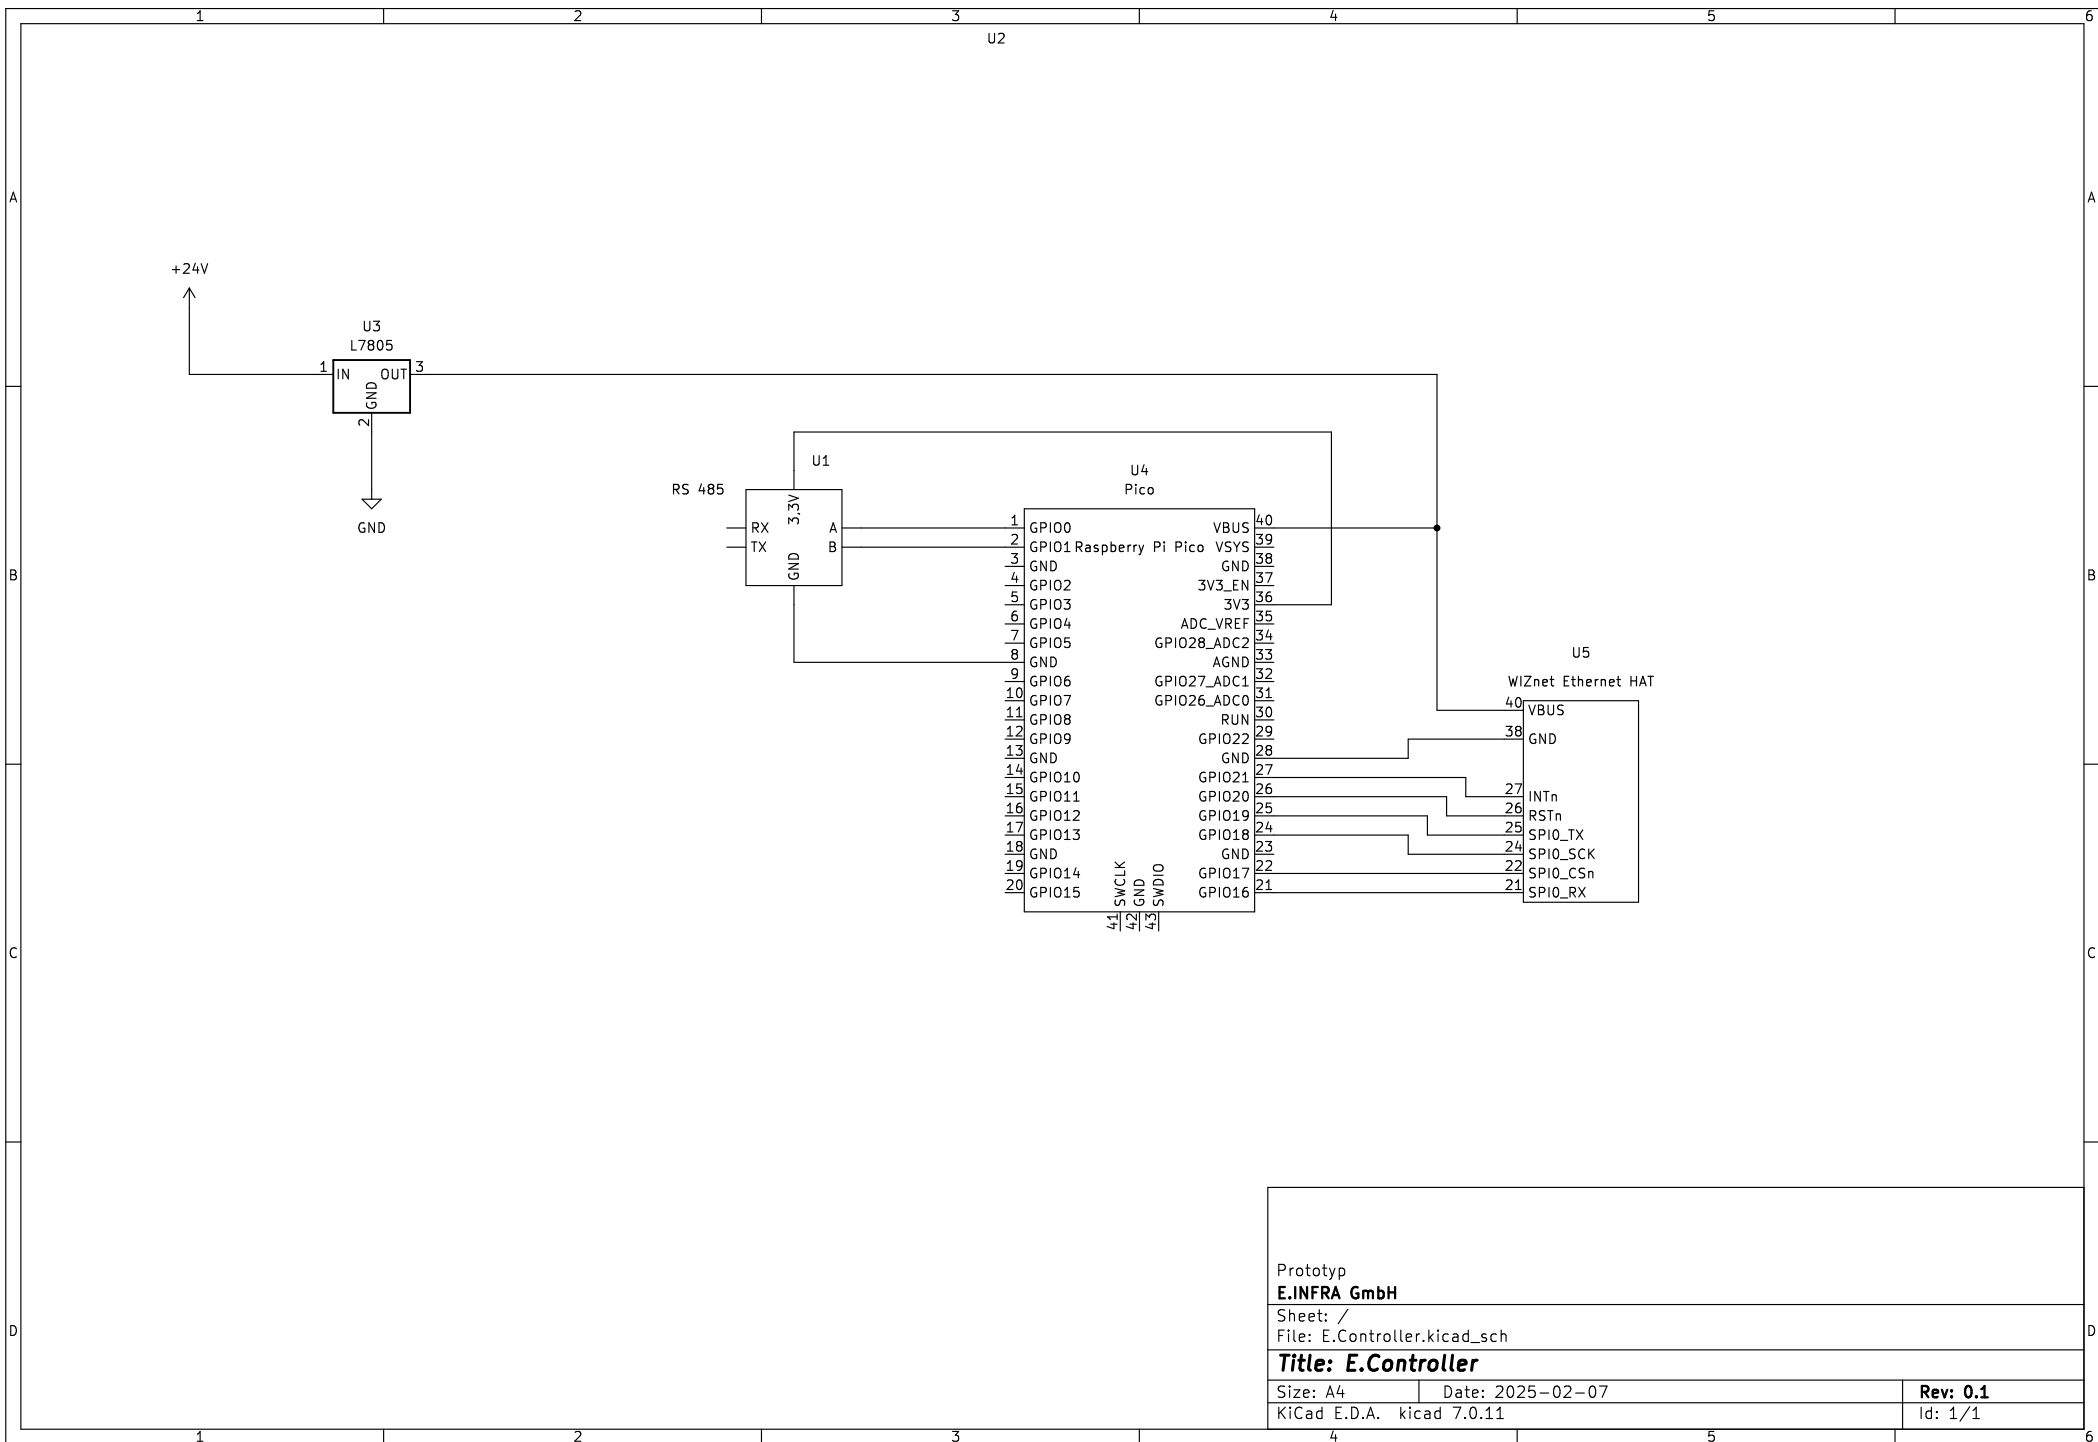 1 2 3 4 5 6
U2
A A
+24V
U3
L7805
1 IN OUT 3
GND
2
GND
U1
RS 485
3,3V
RX A
TX B
GND
U4
Pico
Raspberry Pi Pico
1 GPIO0 VBUS 40
2 GPIO1 VSYS 39
3 GND GND 38
4 GPIO2 3V3_EN 37
5 GPIO3 3V3 36
6 GPIO4 ADC_VREF 35
7 GPIO5 GPIO28_ADC2 34
8 GND AGND 33
9 GPIO6 GPIO27_ADC1 32
10 GPIO7 GPIO26_ADC0 31
11 GPIO8 RUN 30
12 GPIO9 GPIO22 29
13 GND GND 28
14 GPIO10 GPIO21 27
15 GPIO11 GPIO20 26
16 GPIO12 GPIO19 25
17 GPIO13 GPIO18 24
18 GND GND 23
19 GPIO14 GPIO17 22
20 GPIO15 GPIO16 21
SWCLK GND SWDIO
41 42 43
B B
U5
WIZnet Ethernet HAT
40 VBUS
38 GND
27 INTn
26 RSTn
25 SPI0_TX
24 SPI0_SCK
22 SPI0_CSn
21 SPI0_RX
C C
Prototyp
E.INFRA GmbH
Sheet: /
File: E.Controller.kicad_sch
D D
Title: E.Controller
Size: A4 Date: 2025-02-07 Rev: 0.1
KiCad E.D.A. kicad 7.0.11 Id: 1/1
1 2 3 4 5 6